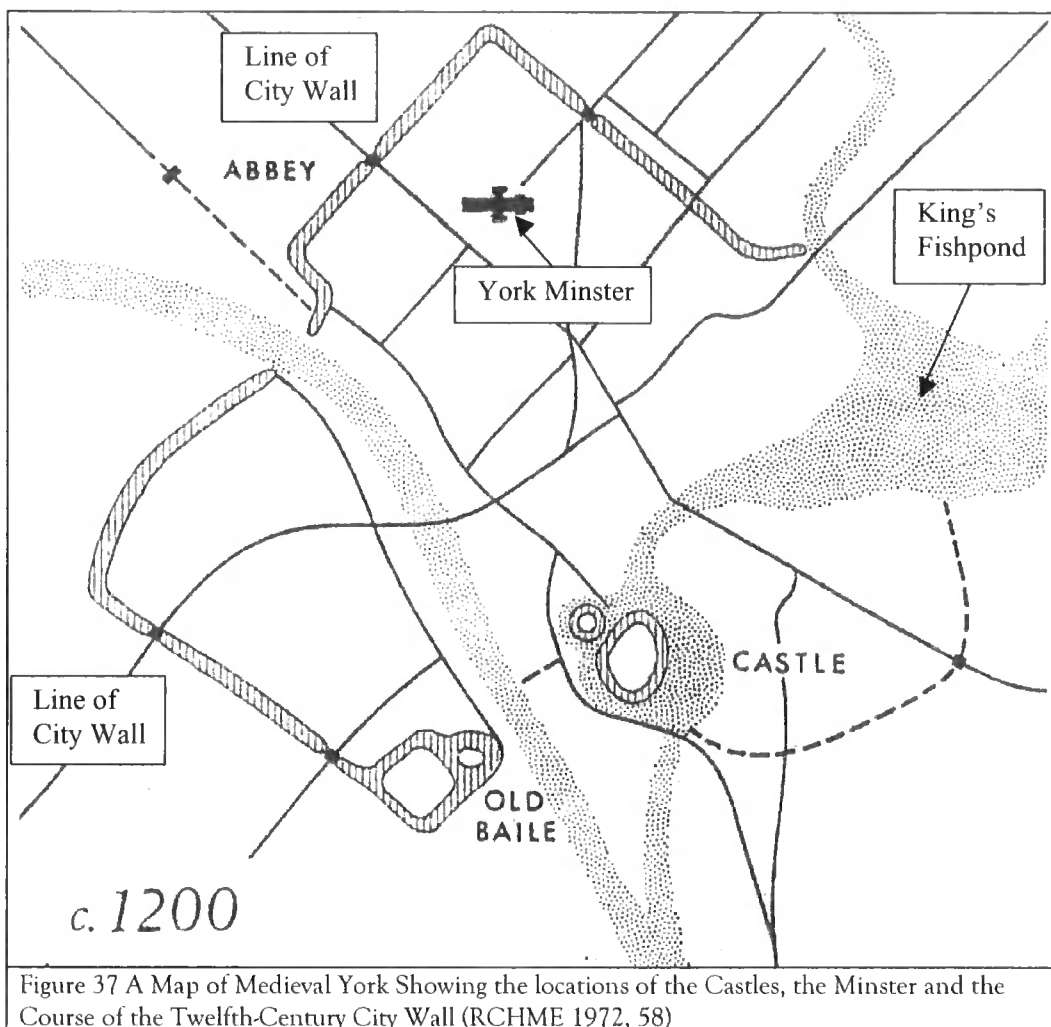 Line of
City Wall
ABBEY
King's
Fishpond
York Minster
CASTLE
Line of
City Wall
OLD
BAILE
c. 1200
Figure 37 A Map of Medieval York Showing the locations of the Castles, the Minster and the
Course of the Twelfth-Century City Wall (RCHME 1972, 58)